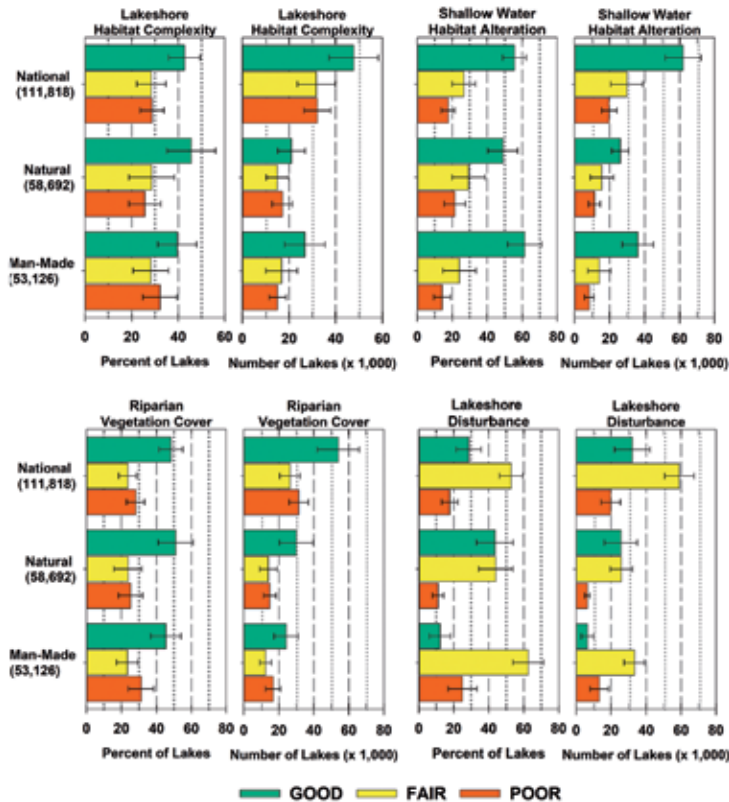 Lakeshore
Habitat Complexity
Lakeshore
Habitat Complexity
Shallow Water
Habitat Alteration
Shallow Water
Habitat Alteration
National
(111,818)
Natural
(58,692)
Man-Made
(53,126)
0 20 40 60
0 20 40 60
0 20 40 60 80
0 20 40 60 80
Percent of Lakes
Number of Lakes (x 1,000)
Percent of Lakes
Number of Lakes (x 1,000)
Riparian
Vegetation Cover
Riparian
Vegetation Cover
Lakeshore
Disturbance
Lakeshore
Disturbance
National
(111,818)
Natural
(58,692)
Man-Made
(53,126)
0 20 40 60 80
0 20 40 60 80
0 20 40 60 80
0 20 40 60 80
Percent of Lakes
Number of Lakes (x 1,000)
Percent of Lakes
Number of Lakes (x 1,000)
GOOD FAIR POOR